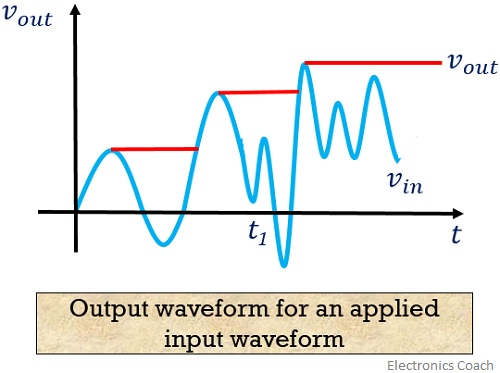 v_out
v_out
v_in
t_1
t
Output waveform for an applied
input waveform
Electronics Coach